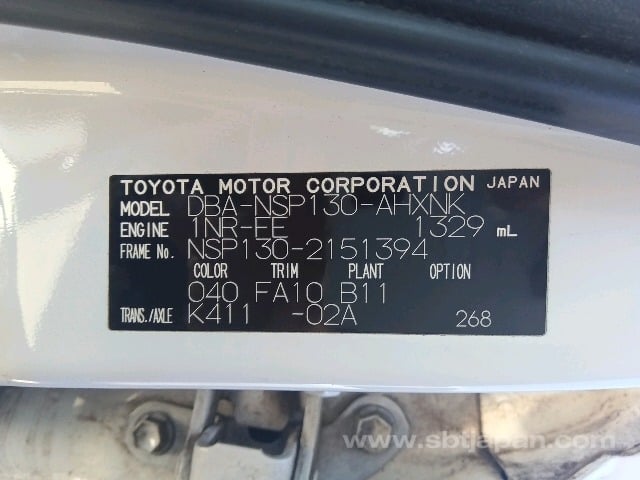 TOYOTA MOTOR CORPORATION JAPAN
MODEL DBA-NSP130-AHXNK
ENGINE 1NR-FE 1329 mL
FRAME No. NSP130-2151394
COLOR TRIM PLANT OPTION
040 FA10 B11
TRANS./AXLE K411 -02A 268
www.sbtjapan.com